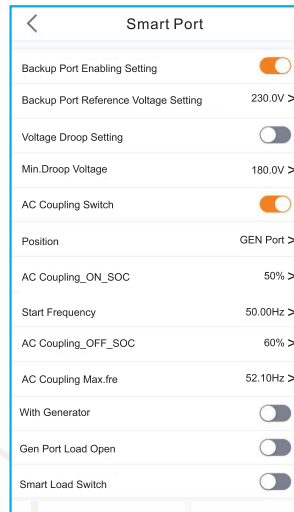 Smart Port
Backup Port Enabling Setting
Backup Port Reference Voltage Setting 230.0V >
Voltage Droop Setting
Min.Droop Voltage 180.0V >
AC Coupling Switch
Position GEN Port >
AC Coupling_ON_SOC 50% >
Start Frequency 50.00Hz >
AC Coupling_OFF_SOC 60% >
AC Coupling Max.fre 52.10Hz >
With Generator
Gen Port Load Open
Smart Load Switch